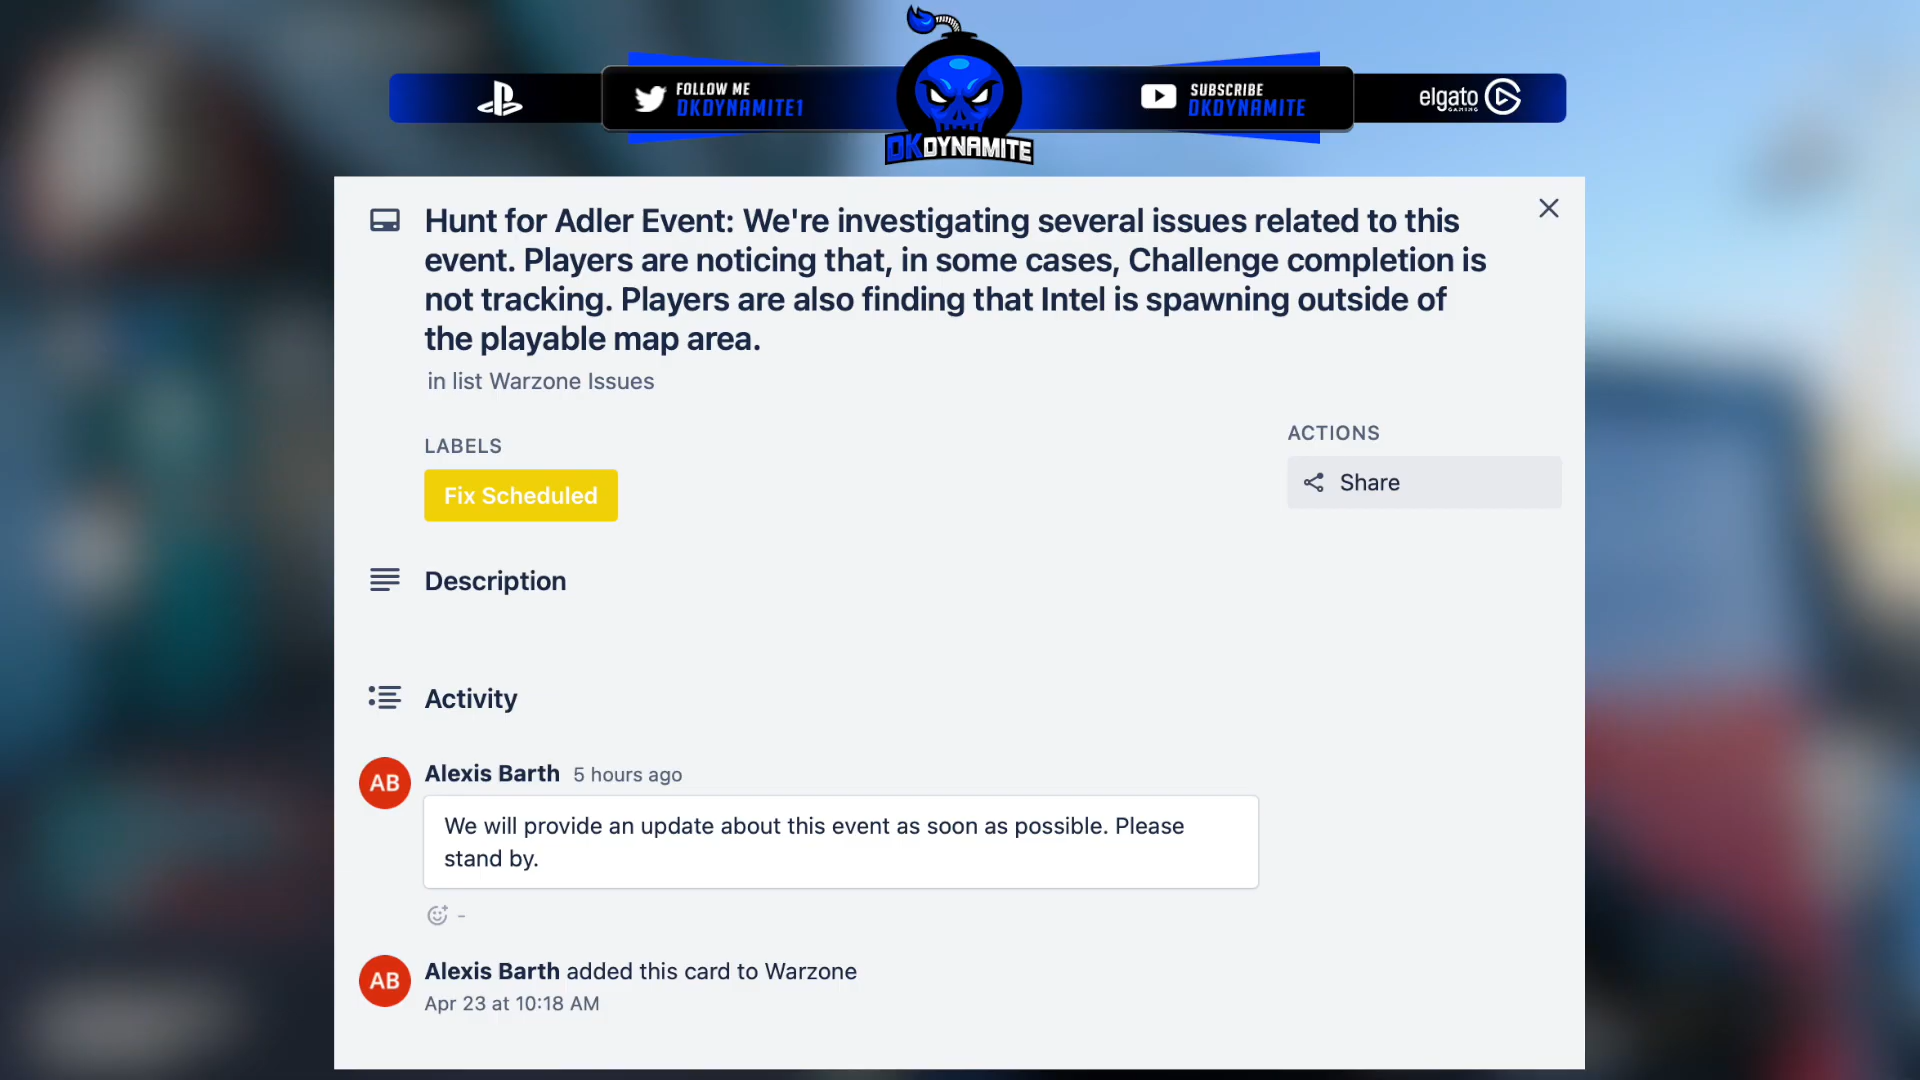 FOLLOW ME
DKDYNAMITE1
SUBSCRIBE
DKDYNAMITE
elgato
GAMING
DKDYNAMITE
Hunt for Adler Event: We're investigating several issues related to this
event. Players are noticing that, in some cases, Challenge completion is
not tracking. Players are also finding that Intel is spawning outside of
the playable map area.
in list Warzone Issues
LABELS
Fix Scheduled
ACTIONS
Share
Description
Activity
AB
Alexis Barth 5 hours ago
We will provide an update about this event as soon as possible. Please
stand by.
-
AB
Alexis Barth added this card to Warzone
Apr 23 at 10:18 AM